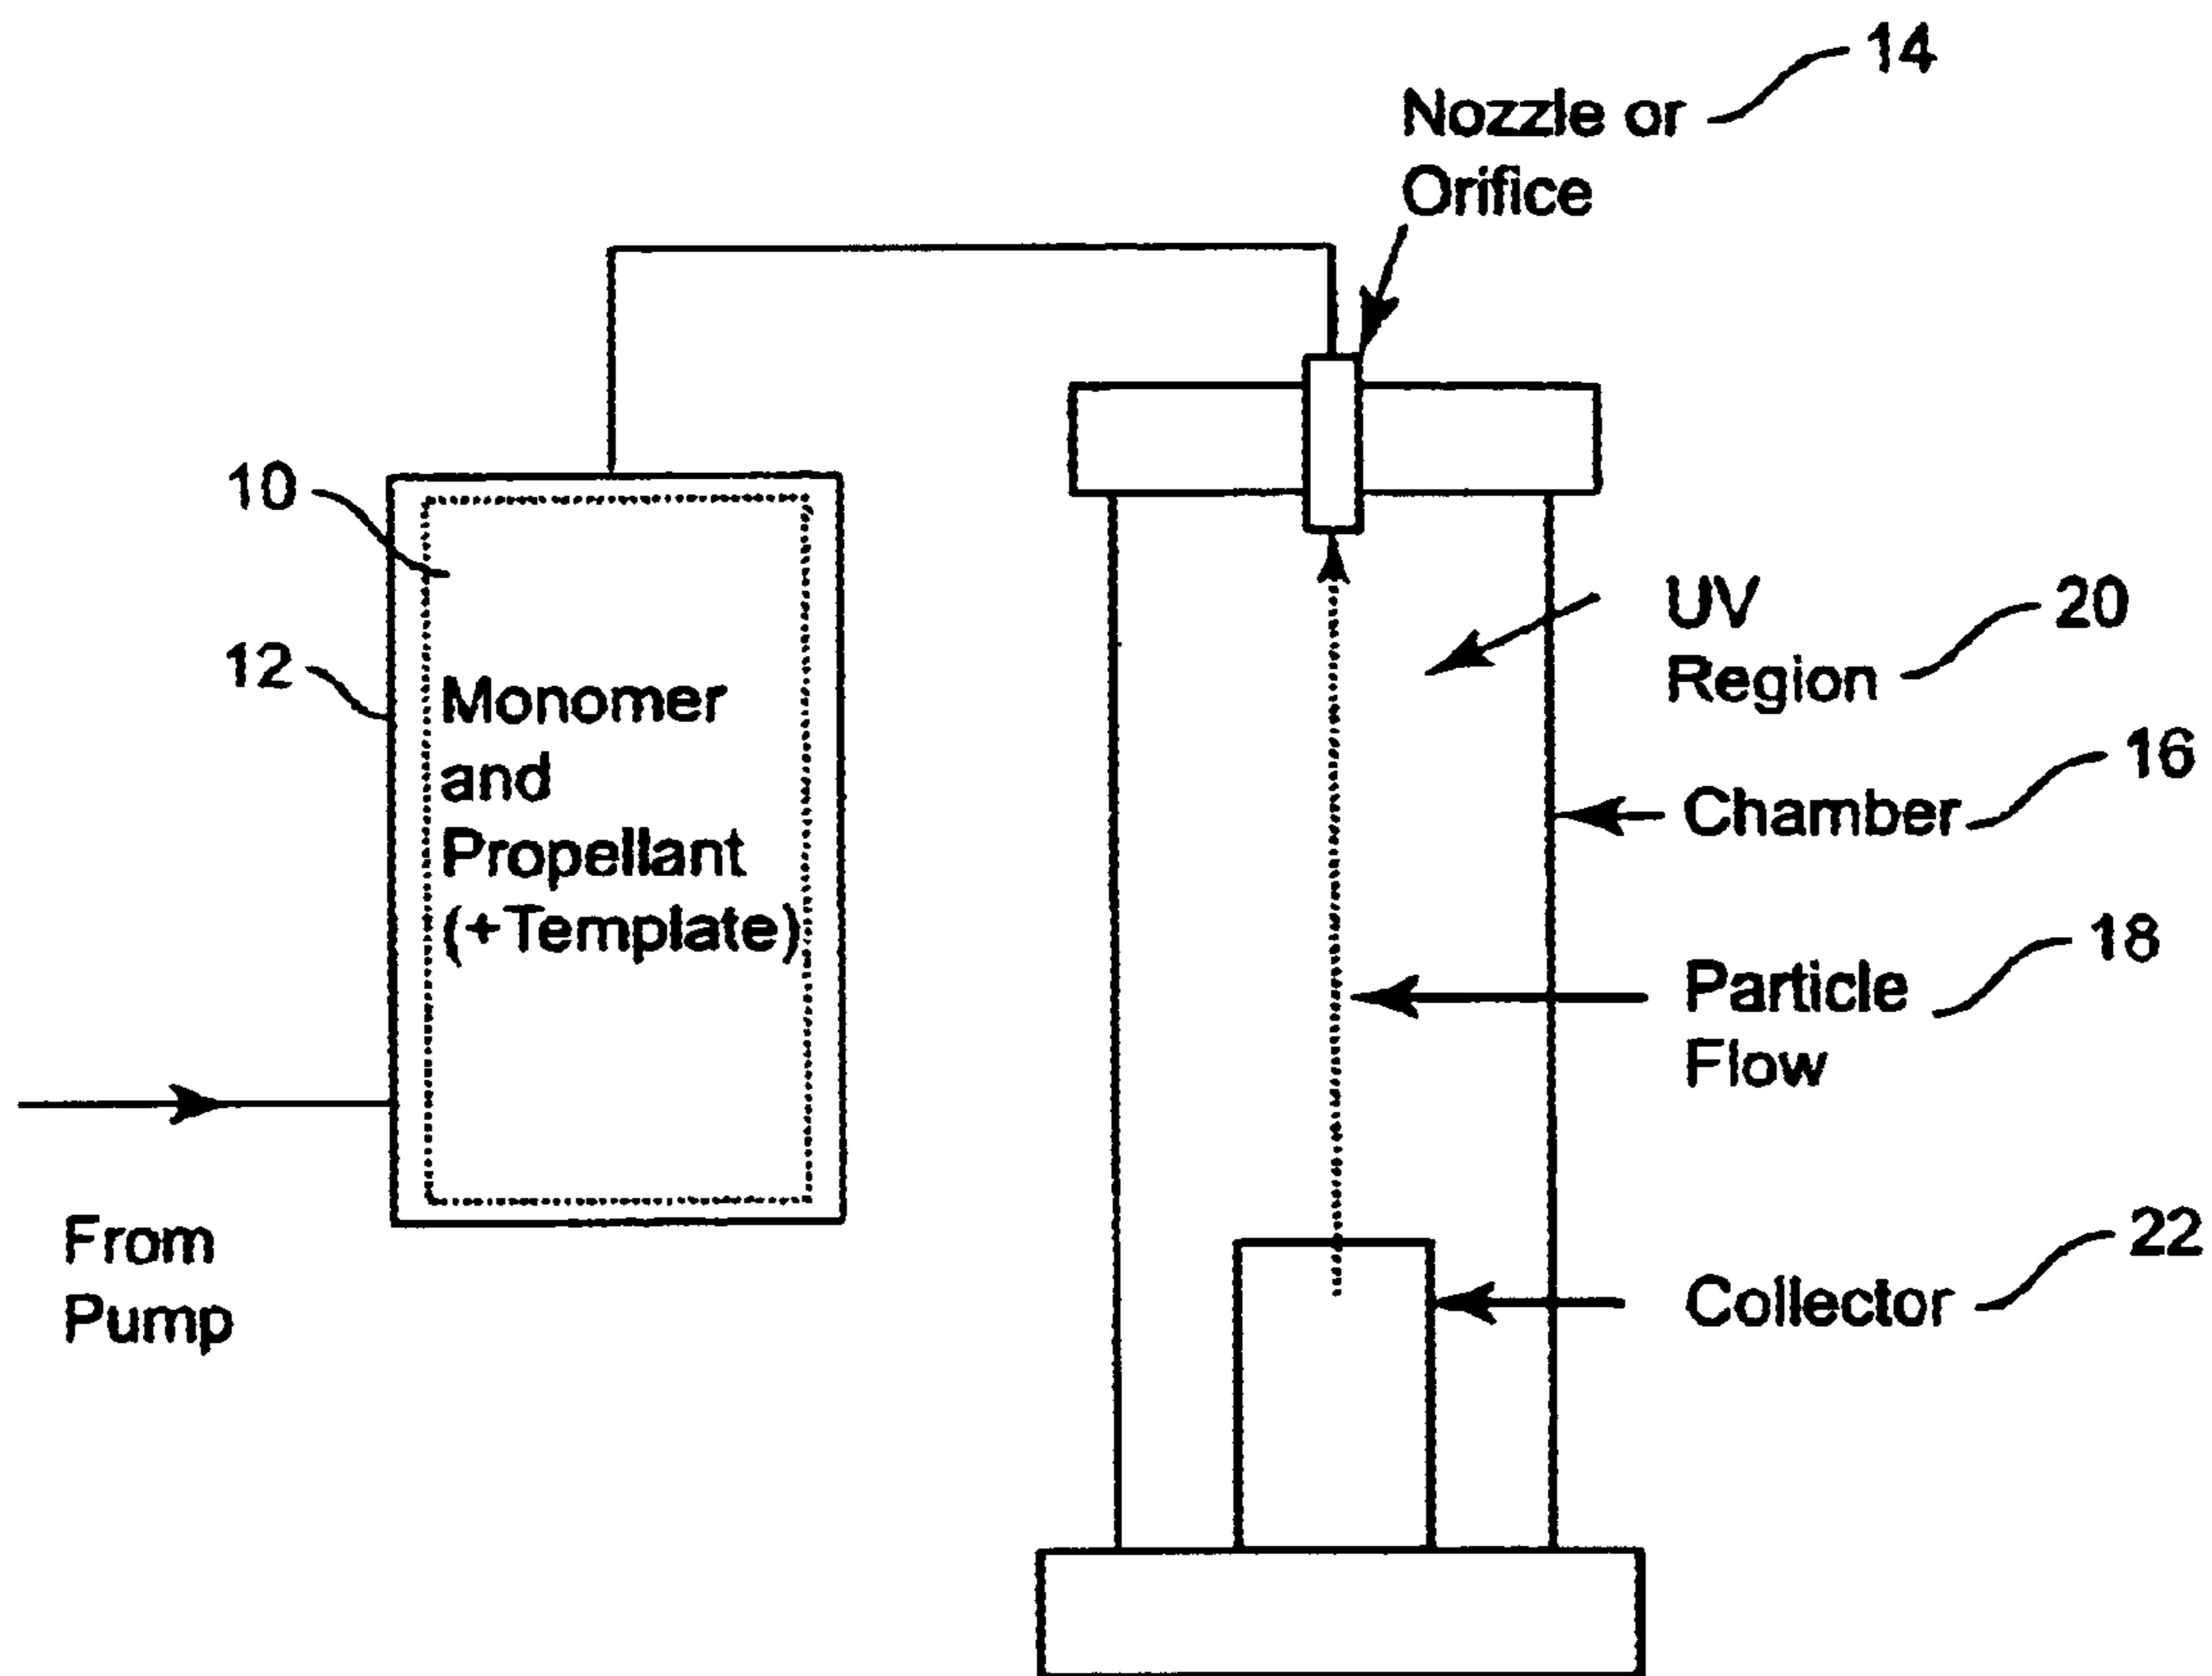 14
Nozzle or
Orifice
10
12
Monomer
and
Propellant
(+Template)
UV
Region
20
Chamber
16
Particle
Flow
18
Collector
22
From
Pump